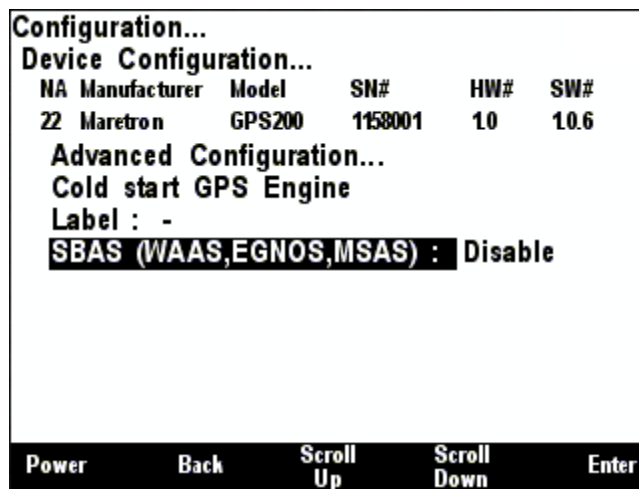 Configuration...
Device Configuration...
NA Manufacturer Model SN# HW# SW#
22 Maretron GPS200 1158001 1.0 1.0.6
Advanced Configuration...
Cold start GPS Engine
Label : -
SBAS (WAAS,EGNOS,MSAS) : Disable
Power Back Scroll Up Scroll Down Enter